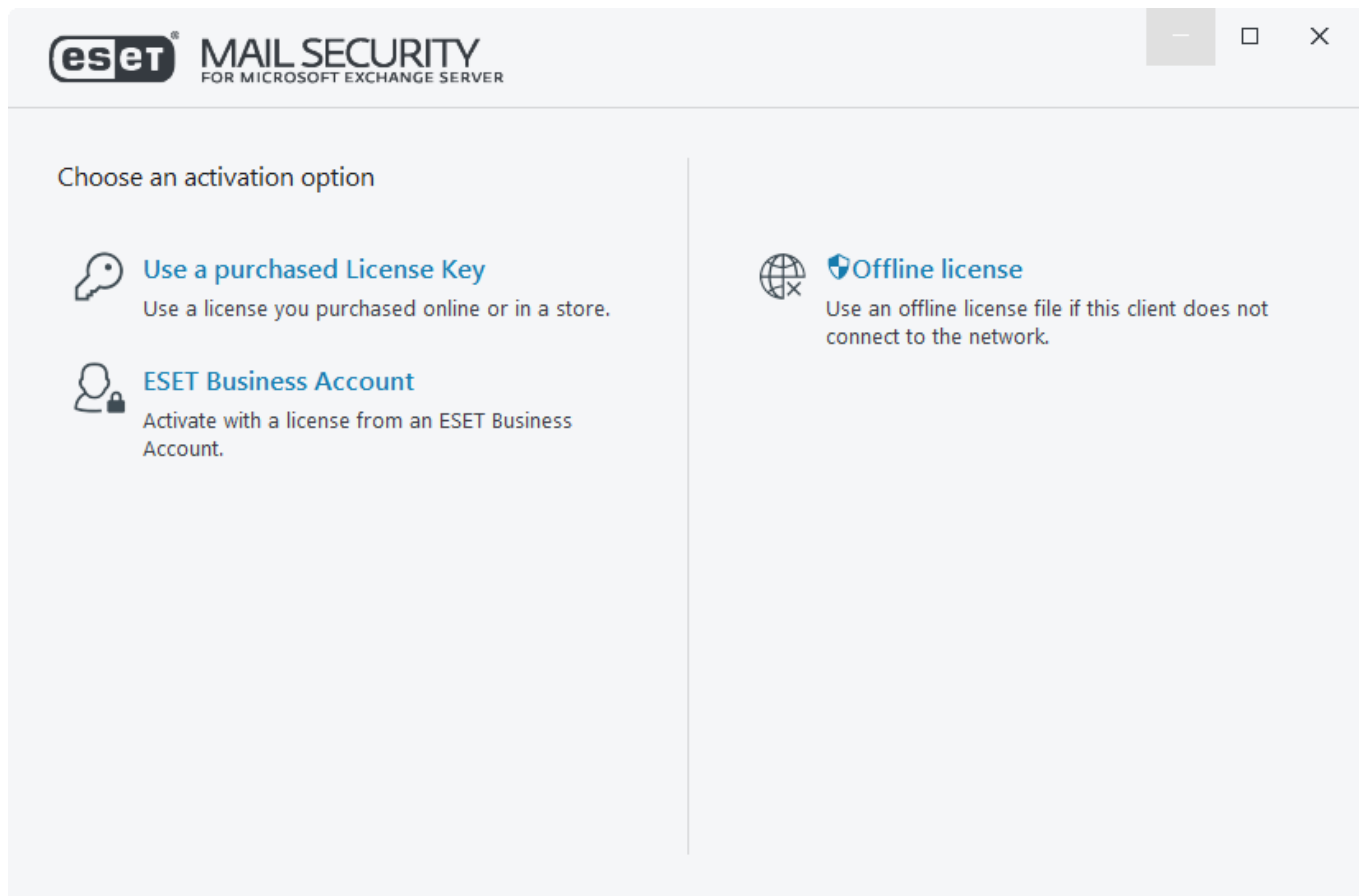 eset® MAIL SECURITY
FOR MICROSOFT EXCHANGE SERVER
Choose an activation option
Use a purchased License Key
Use a license you purchased online or in a store.
ESET Business Account
Activate with a license from an ESET Business
Account.
Offline license
Use an offline license file if this client does not
connect to the network.